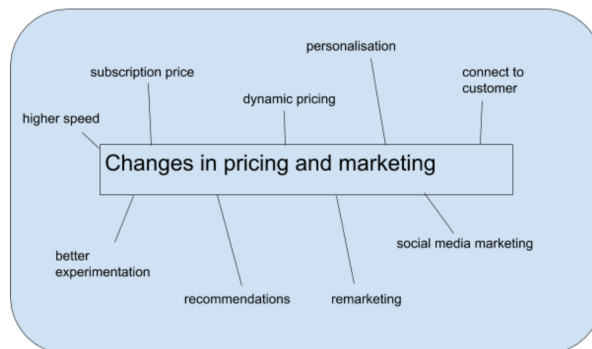 personalisation
subscription price
connect to
customer
dynamic pricing
higher speed
Changes in pricing and marketing
social media marketing
better
experimentation
recommendations
remarketing